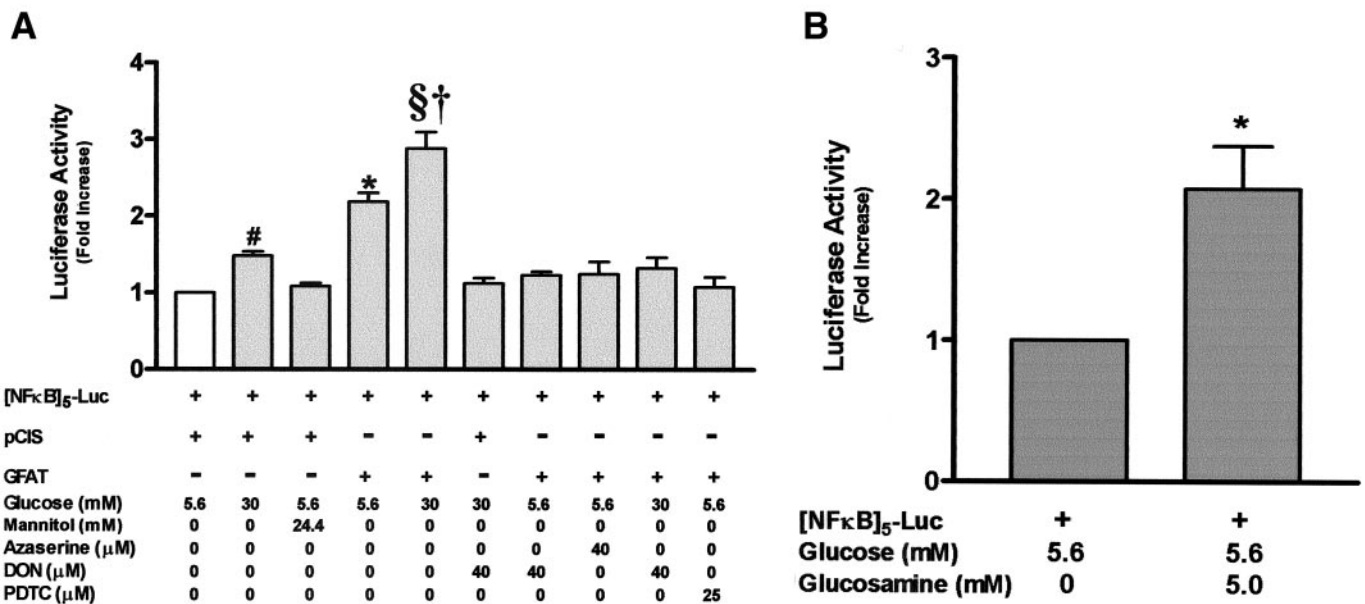 A
Luciferase Activity
(Fold Increase)
4
3
2
1
0
#
*
§†
[NFκB]5-Luc + + + + + + + + + +
pCIS + + + - - + - - - -
GFAT - - - + + - + + + +
Glucose (mM) 5.6 30 5.6 5.6 30 30 5.6 5.6 30 5.6
Mannitol (mM) 0 0 24.4 0 0 0 0 0 0 0
Azaserine (μM) 0 0 0 0 0 0 0 40 0 0
DON (μM) 0 0 0 0 0 40 40 0 40 0
PDTC (μM) 0 0 0 0 0 0 0 0 0 25
B
Luciferase Activity
(Fold Increase)
3
2
1
0
*
[NFκB]5-Luc + +
Glucose (mM) 5.6 5.6
Glucosamine (mM) 0 5.0